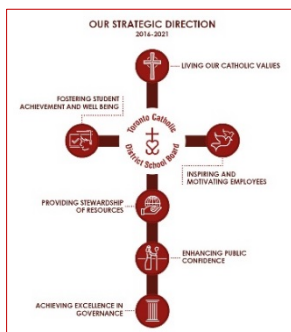 OUR STRATEGIC DIRECTION
2016-2021
LIVING OUR CATHOLIC VALUES
FOSTERING STUDENT
ACHIEVEMENT AND WELL BEING
Toronto Catholic
District School Board
INSPIRING AND
MOTIVATING EMPLOYEES
PROVIDING STEWARDSHIP
OF RESOURCES
ENHANCING PUBLIC
CONFIDENCE
ACHIEVING EXCELLENCE IN
GOVERNANCE